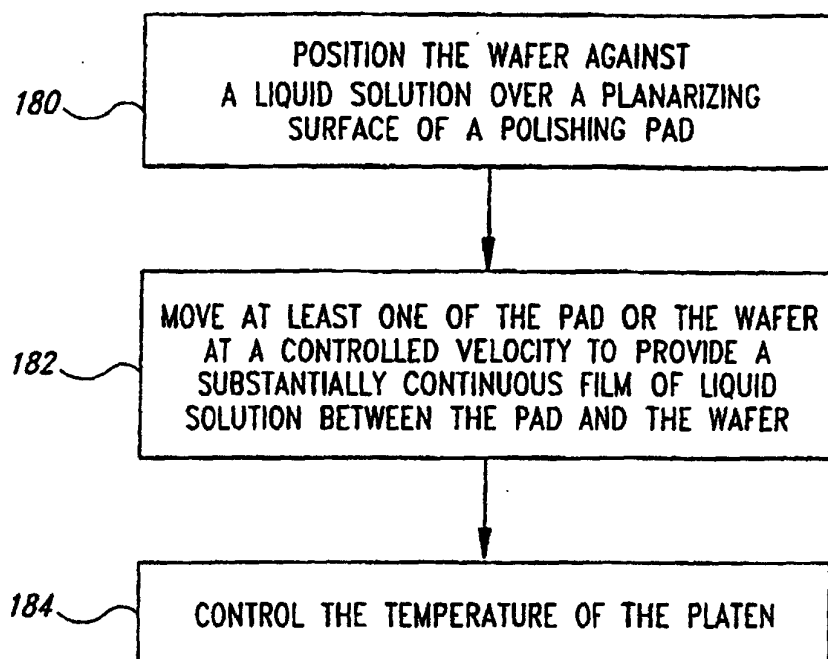 180
POSITION THE WAFER AGAINST
A LIQUID SOLUTION OVER A PLANARIZING
SURFACE OF A POLISHING PAD
182
MOVE AT LEAST ONE OF THE PAD OR THE WAFER
AT A CONTROLLED VELOCITY TO PROVIDE A
SUBSTANTIALLY CONTINUOUS FILM OF LIQUID
SOLUTION BETWEEN THE PAD AND THE WAFER
184
CONTROL THE TEMPERATURE OF THE PLATEN